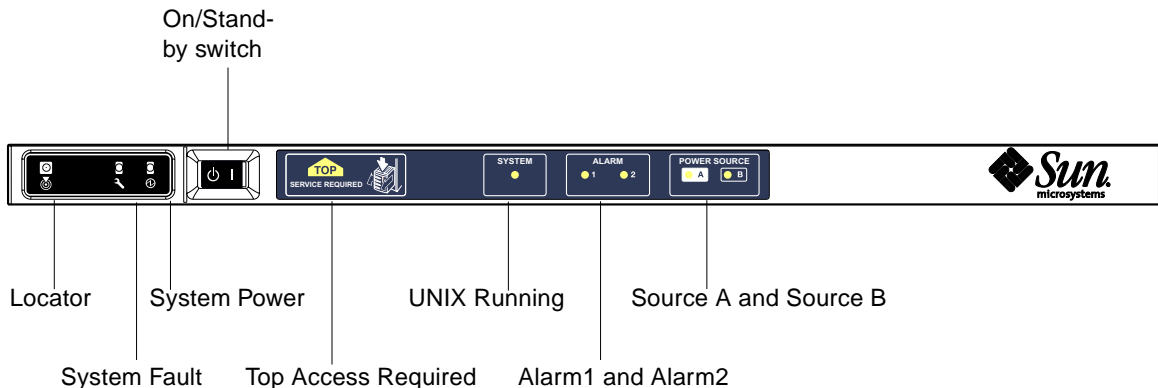 On/Stand-
by switch
TOP
SERVICE REQUIRED
SYSTEM
ALARM
1 2
POWER SOURCE
A B
Sun.
microsystems
Locator
System Power
UNIX Running
Source A and Source B
System Fault
Top Access Required
Alarm1 and Alarm2